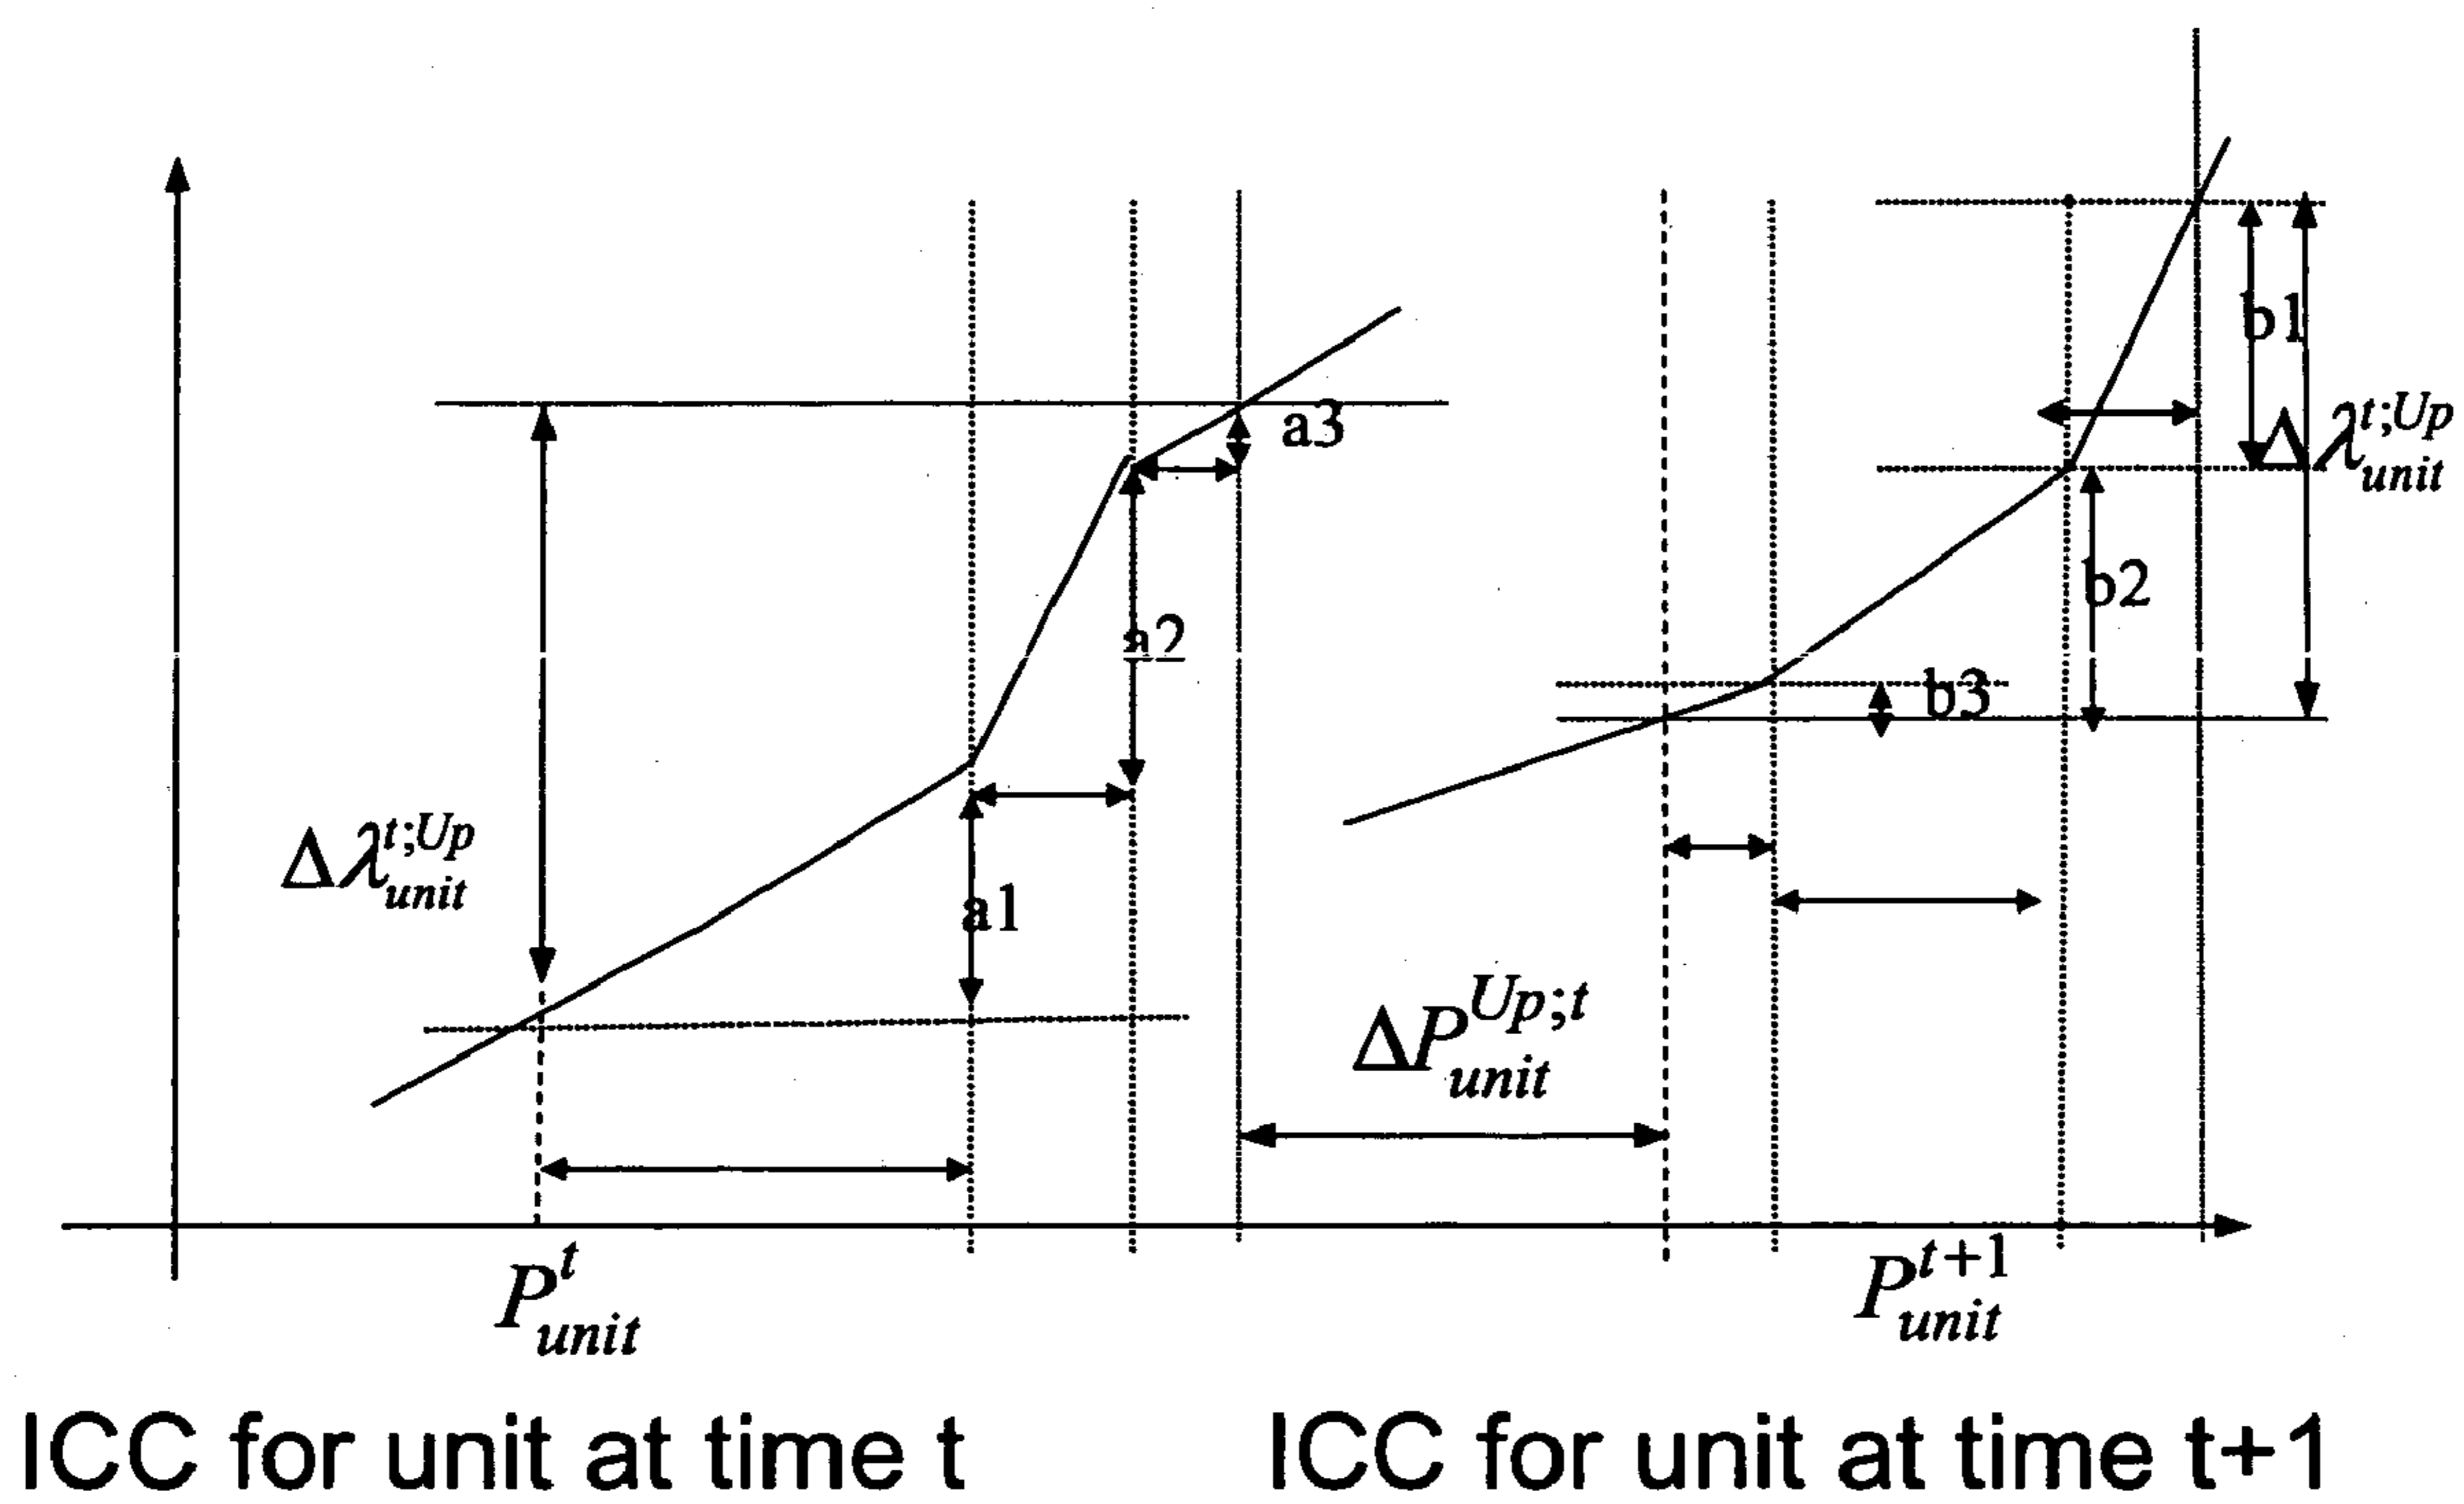 b1
a3
Δλ^{t;Up}_{unit}
b2
a2
b3
Δλ^{t;Up}_{unit}
a1
ΔP^{Up;t}_{unit}
P^{t}_{unit}
P^{t+1}_{unit}
ICC for unit at time t
ICC for unit at time t+1